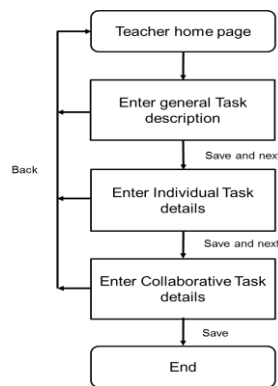 Teacher home page
Enter general Task
description
Save and next
Back
Enter Individual Task
details
Save and next
Enter Collaborative Task
details
Save
End